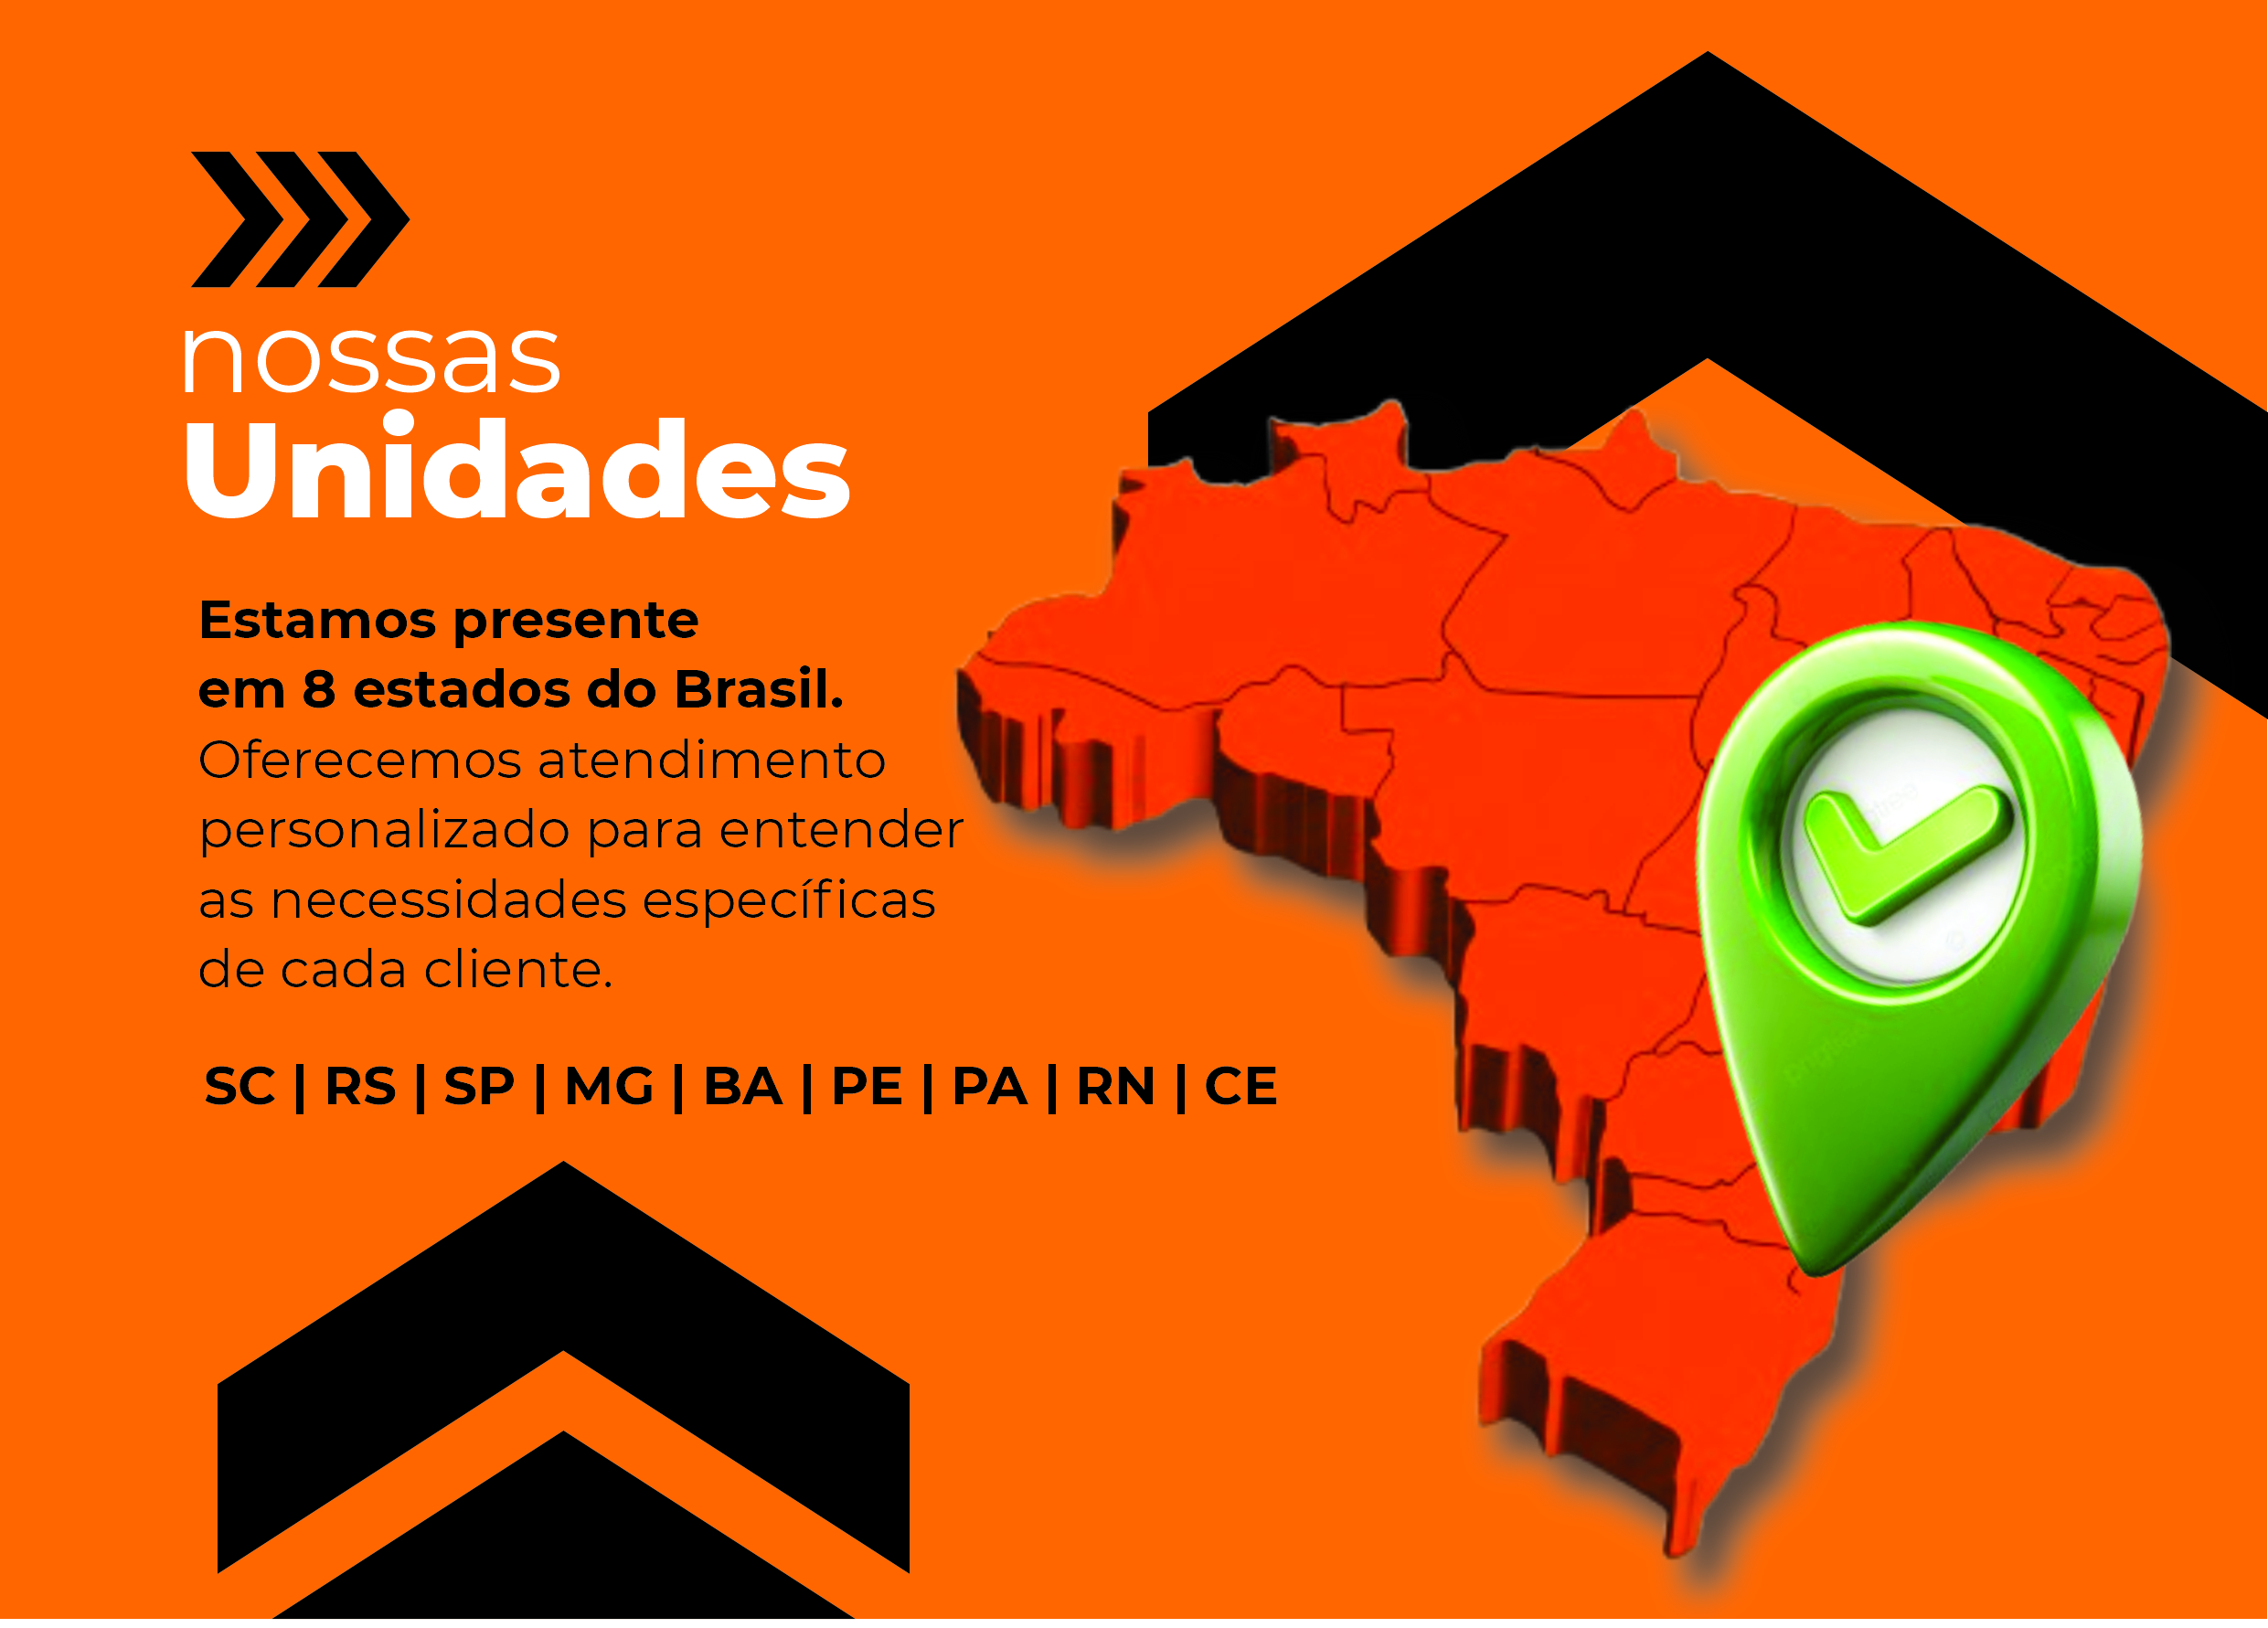 nossas
Unidades
Estamos presente
em 8 estados do Brasil.
Oferecemos atendimento
personalizado para entender
as necessidades específicas
de cada cliente.
SC | RS | SP | MG | BA | PE | PA | RN | CE